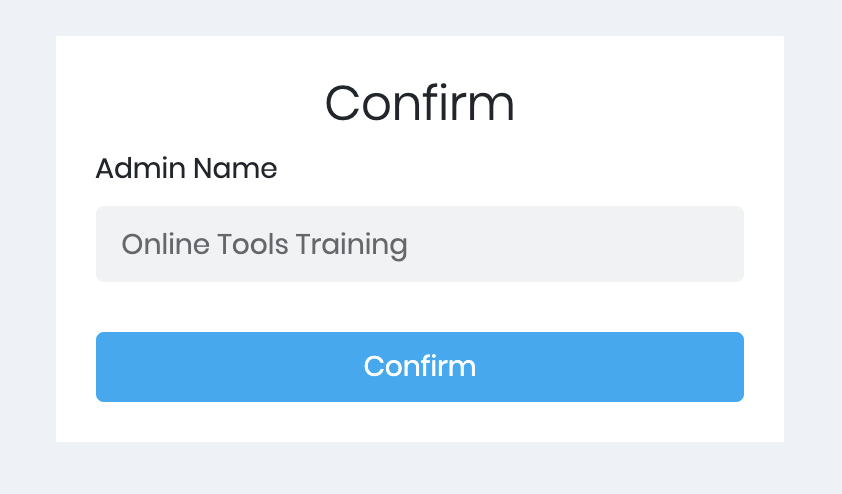 Confirm
Admin Name
Online Tools Training
Confirm